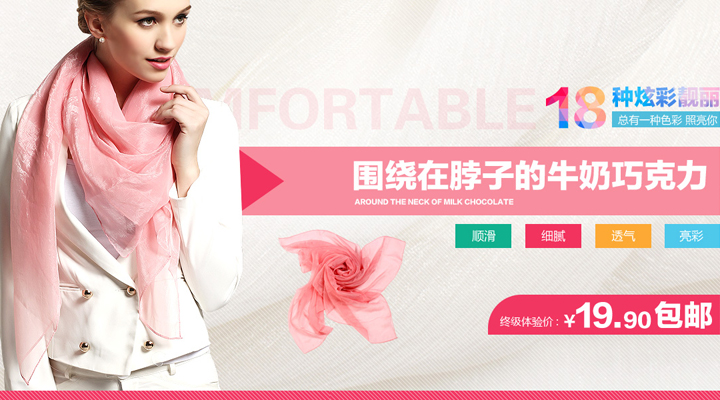 MFORTABLE
18种炫彩靓丽
总有一种色彩 照亮你
围绕在脖子的牛奶巧克力
AROUND THE NECK OF MILK CHOCOLATE
顺滑 细腻 透气 亮彩
终级体验价：¥19.90包邮